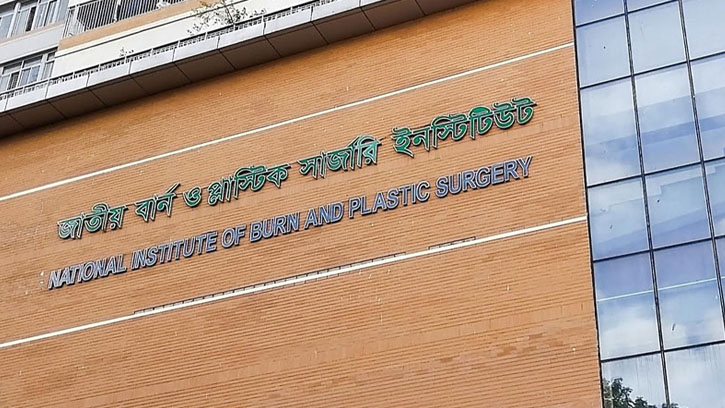 জাতীয় বার্ন ও প্লাস্টিক সার্জারি ইনস্টিটিউট
NATIONAL INSTITUTE OF BURN AND PLASTIC SURGERY